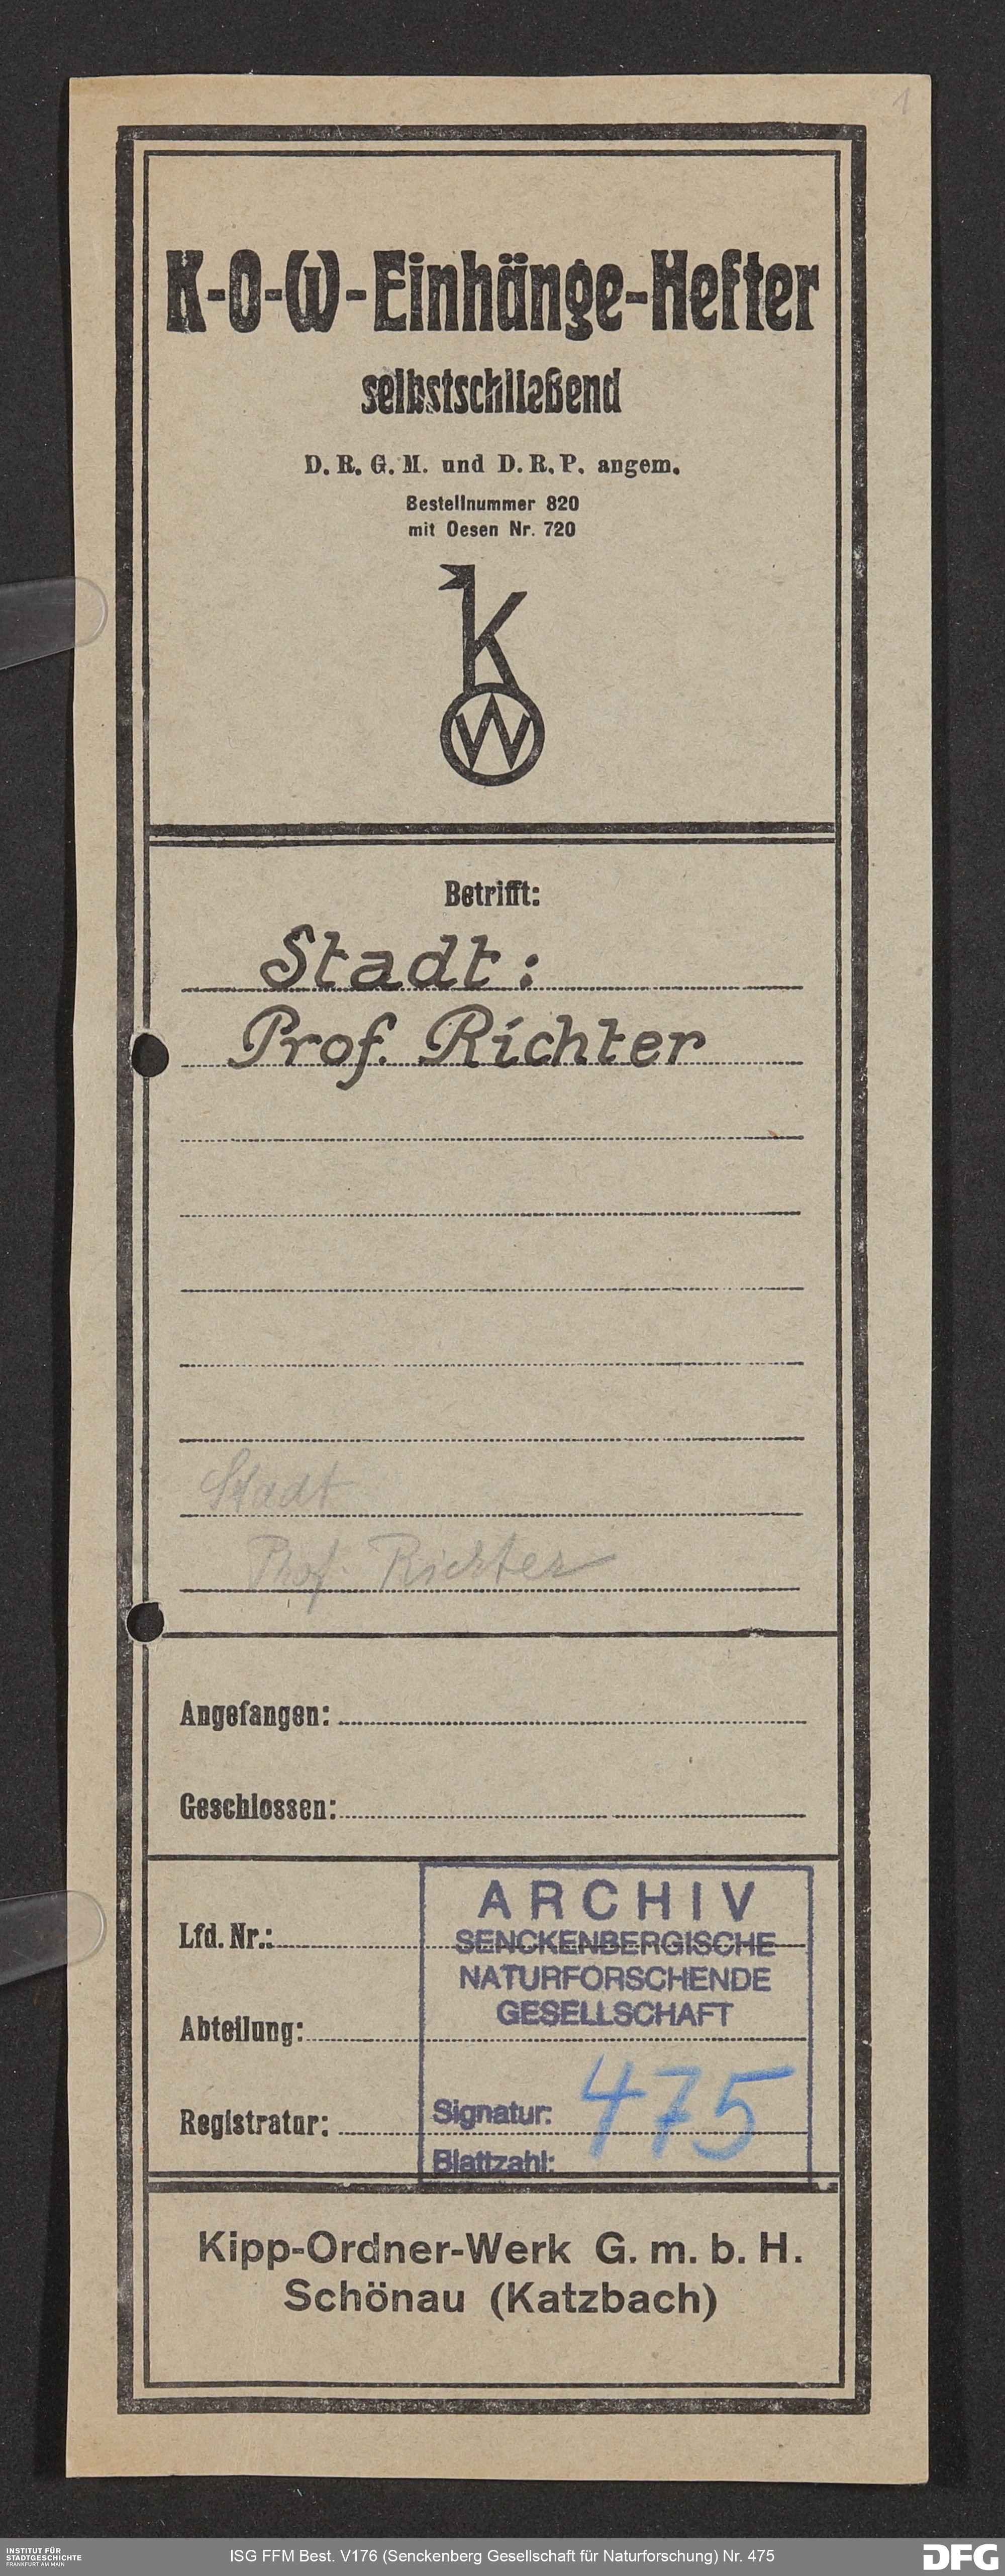 1
K-O-W-Einhänge-Hefter
selbstschließend
D. R. G. M. und D. R. P. angem.
Bestellnummer 820
mit Oesen Nr. 720
K
W
Betrifft:
Stadt:
Prof. Richter
Stadt
Prof. Richter
Angefangen:
Geschlossen:
Lfd. Nr.:
Abteilung:
Registratur:
ARCHIV
SENCKENBERGISCHE
NATURFORSCHENDE
GESELLSCHAFT
Signatur: 475
Blattzahl:
Kipp-Ordner-Werk G. m. b. H.
Schönau (Katzbach)
INSTITUT FÜR
STADTGESCHICHTE
FRANKFURT AM MAIN
ISG FFM Best. V176 (Senckenberg Gesellschaft für Naturforschung) Nr. 475
DFG